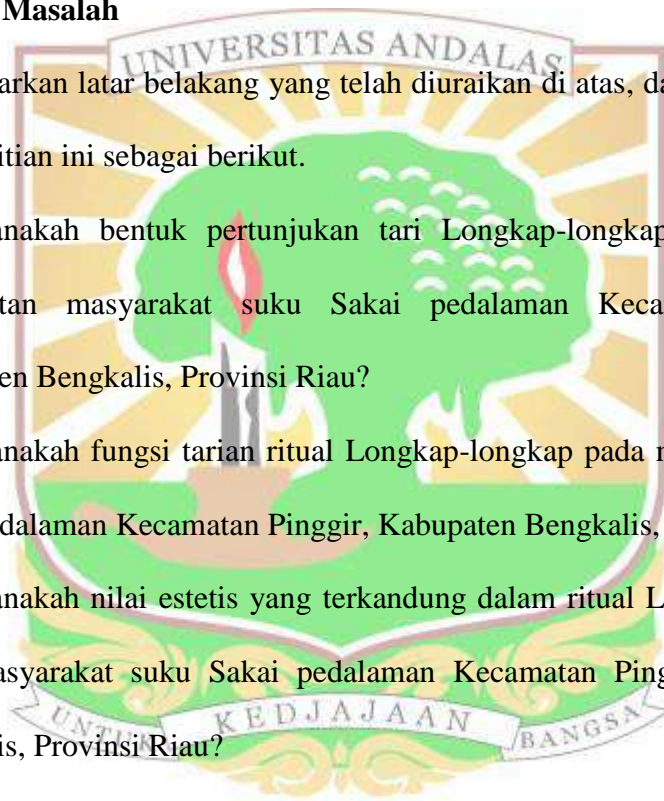 Masalah
UNIVERSITAS ANDALAS
arkan latar belakang yang telah diuraikan di atas, da
itian ini sebagai berikut.
anakah bentuk pertunjukan tari Longkap-longkap
tan masyarakat suku Sakai pedalaman Keca
en Bengkalis, Provinsi Riau?
anakah fungsi tarian ritual Longkap-longkap pada
dalaman Kecamatan Pinggir, Kabupaten Bengkalis,
anakah nilai estetis yang terkandung dalam ritual L
asyarakat suku Sakai pedalaman Kecamatan Ping
UNTUK KEDJAJAAN BANGSA
is, Provinsi Riau?